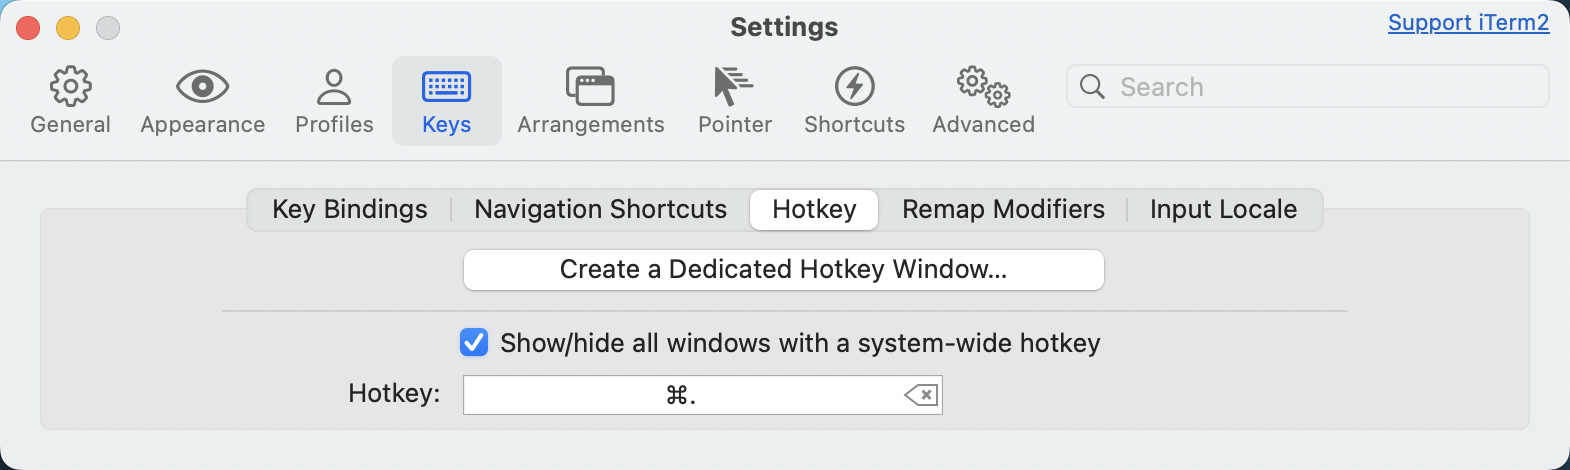 Settings
Support iTerm2
General Appearance Profiles Keys Arrangements Pointer Shortcuts Advanced
Search
Key Bindings Navigation Shortcuts Hotkey Remap Modifiers Input Locale
Create a Dedicated Hotkey Window...
Show/hide all windows with a system-wide hotkey
Hotkey: ⌘.